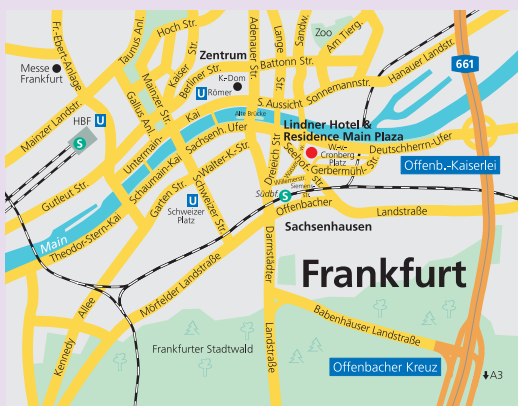 Fr.-Ebert-Anlage
Taunus Anl.
Hoch Str.
Adenauer Str.
Lange Str.
Sandw.
Zoo
Am Tierg.
Hanauer Landstr.
661
Messe
Frankfurt
Zentrum
Kaiser Str.
Berliner Str.
K.-Dom
Battonn Str.
Mainzer Str.
U Römer
S. Aussicht
Sonnemannstr.
Mainzer Landstr.
HBF U
S
Gallus Anl.
Untermain-
Kai
Alte Brücke
Lindner Hotel &
Residence Main Plaza
Sachsenh. Ufer
Schaumain-Kai
Walter-K.-Str.
Dreieich Str.
Seehof Str.
Cronberg
Platz
Deutschherrn-Ufer
Gerbermühl- Str.
Offenb.-Kaiserlei
Gutleut Str.
Garten Str.
Schweizer Str.
U
Schweizer
Platz
Südbf. S
Offenbacher
Landstraße
Sachsenhausen
Main
Theodor-Stern-Kai
Darmstädter
Landstraße
Frankfurt
Mörfelder Landstraße
Kennedy
Allee
Babenhäuser Landstraße
Frankfurter Stadtwald
Offenbacher Kreuz
A3